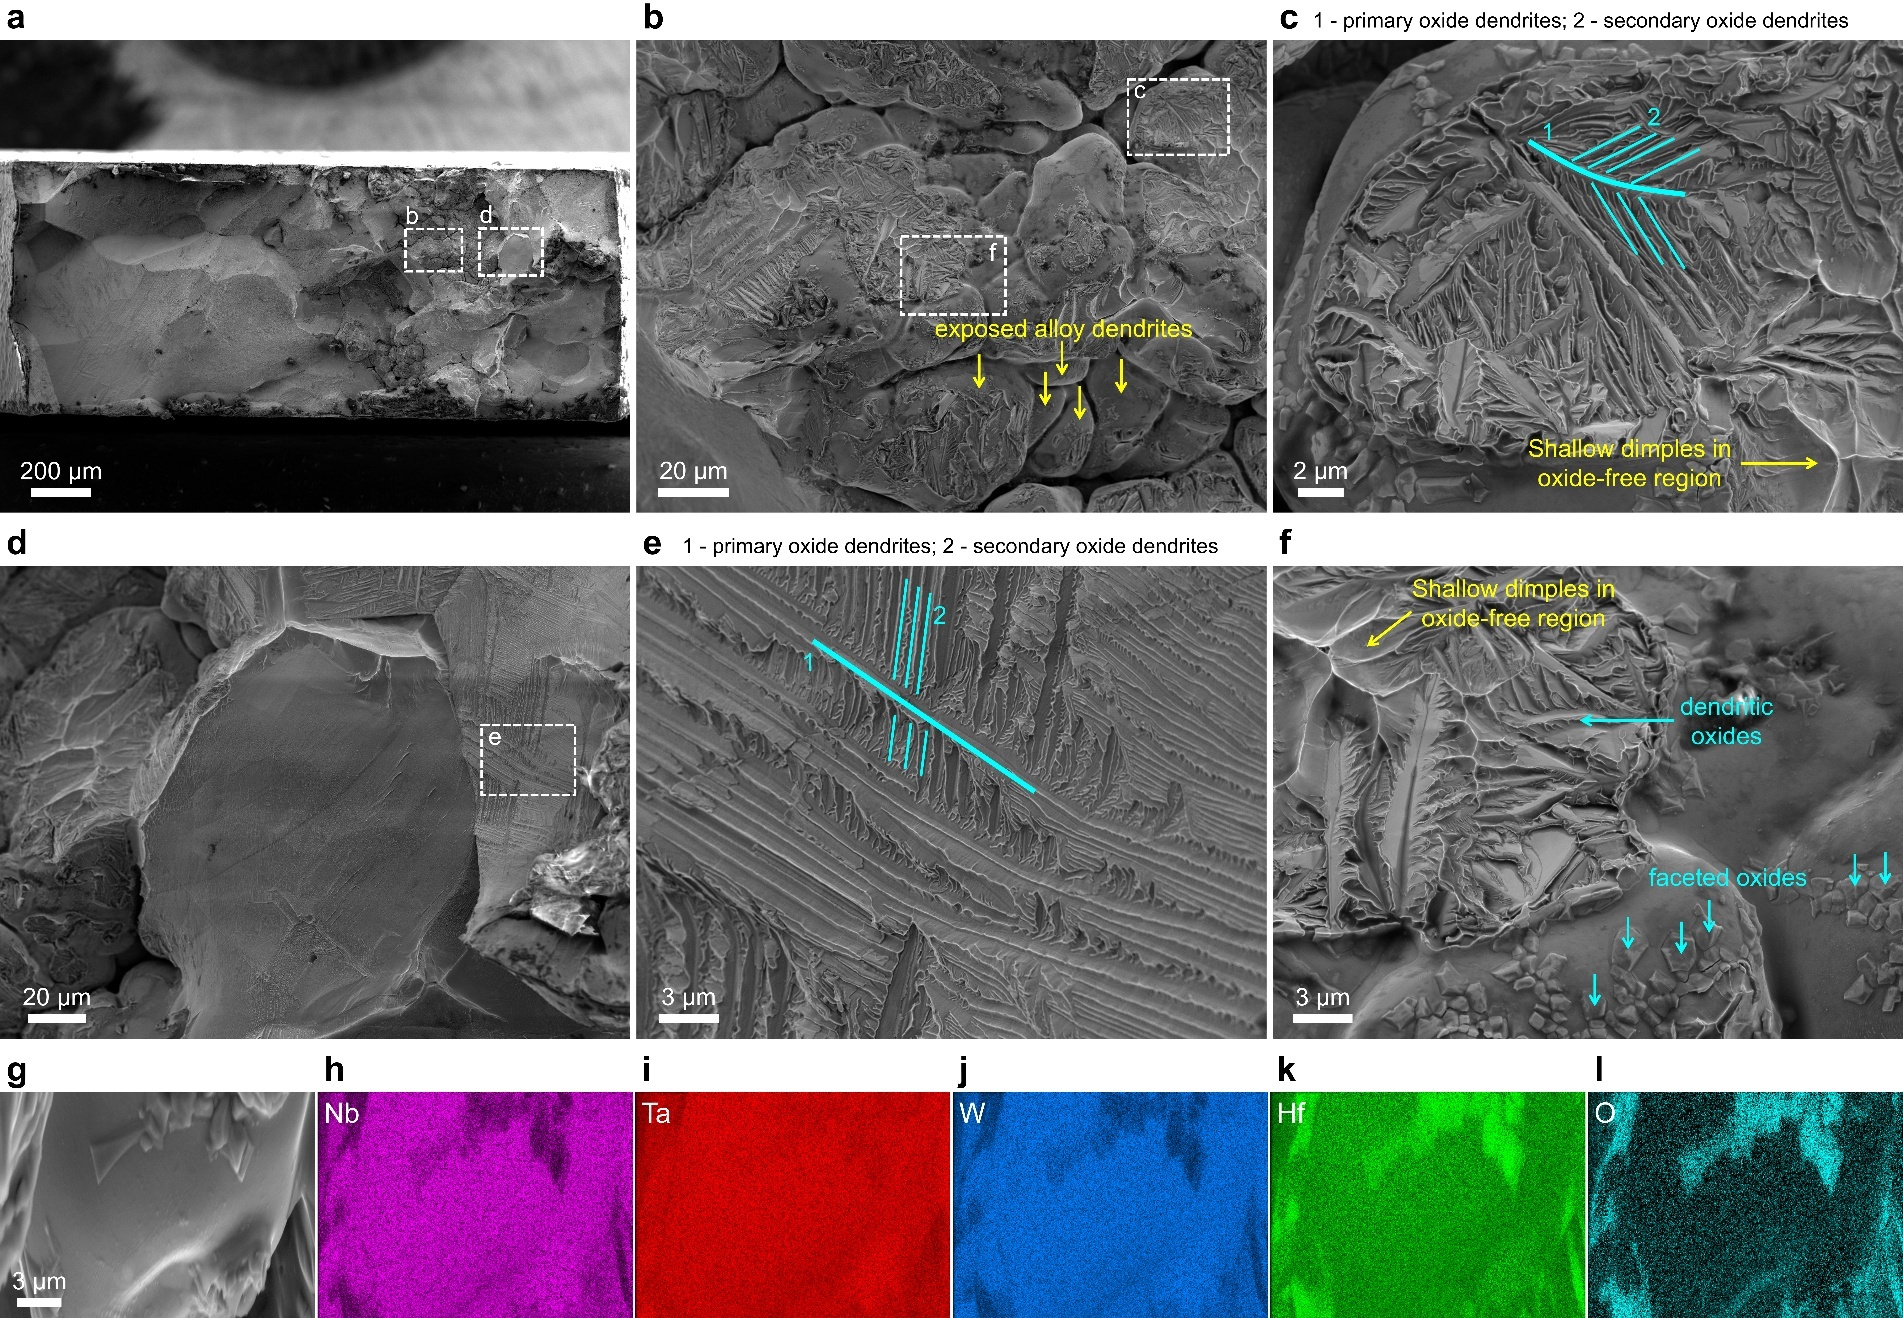 a
b
c 1 - primary oxide dendrites; 2 - secondary oxide dendrites
b
d
200 µm
c
f
exposed alloy dendrites
20 µm
1
2
Shallow dimples in
oxide-free region
2 µm
d
e 1 - primary oxide dendrites; 2 - secondary oxide dendrites
f
e
20 µm
1
2
3 µm
Shallow dimples in
oxide-free region
dendritic
oxides
faceted oxides
3 µm
g
h
i
j
k
l
3 µm
Nb
Ta
W
Hf
O